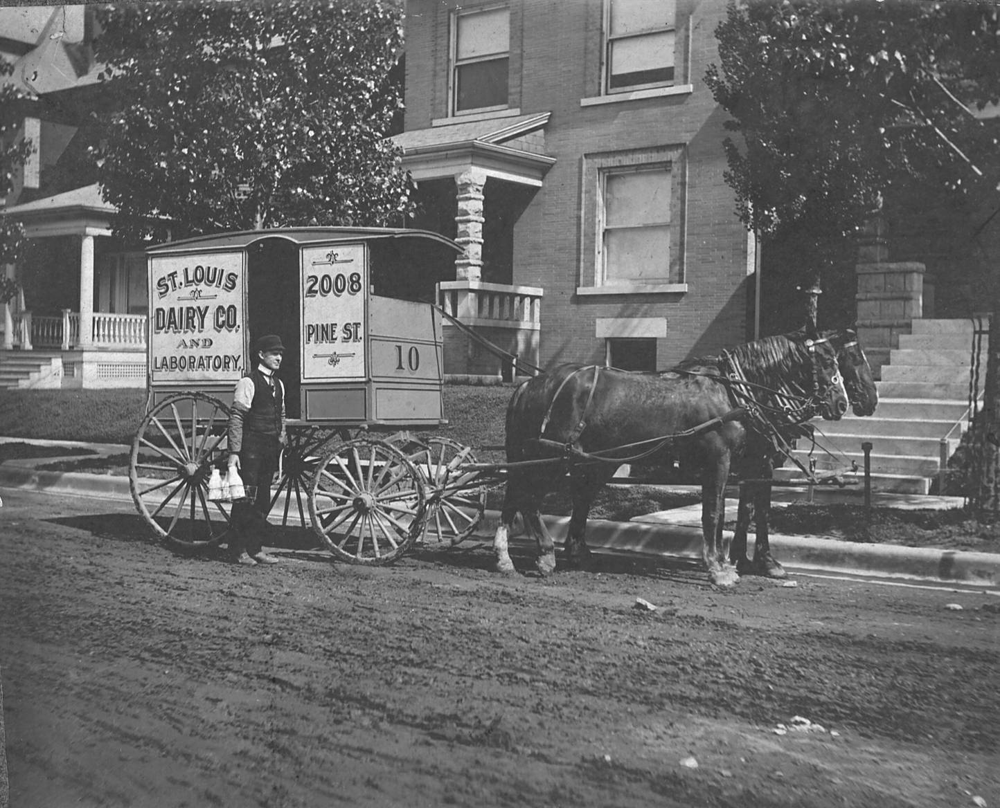 ST. LOUIS
DAIRY CO.
AND
LABORATORY.
2008
PINE ST.
10